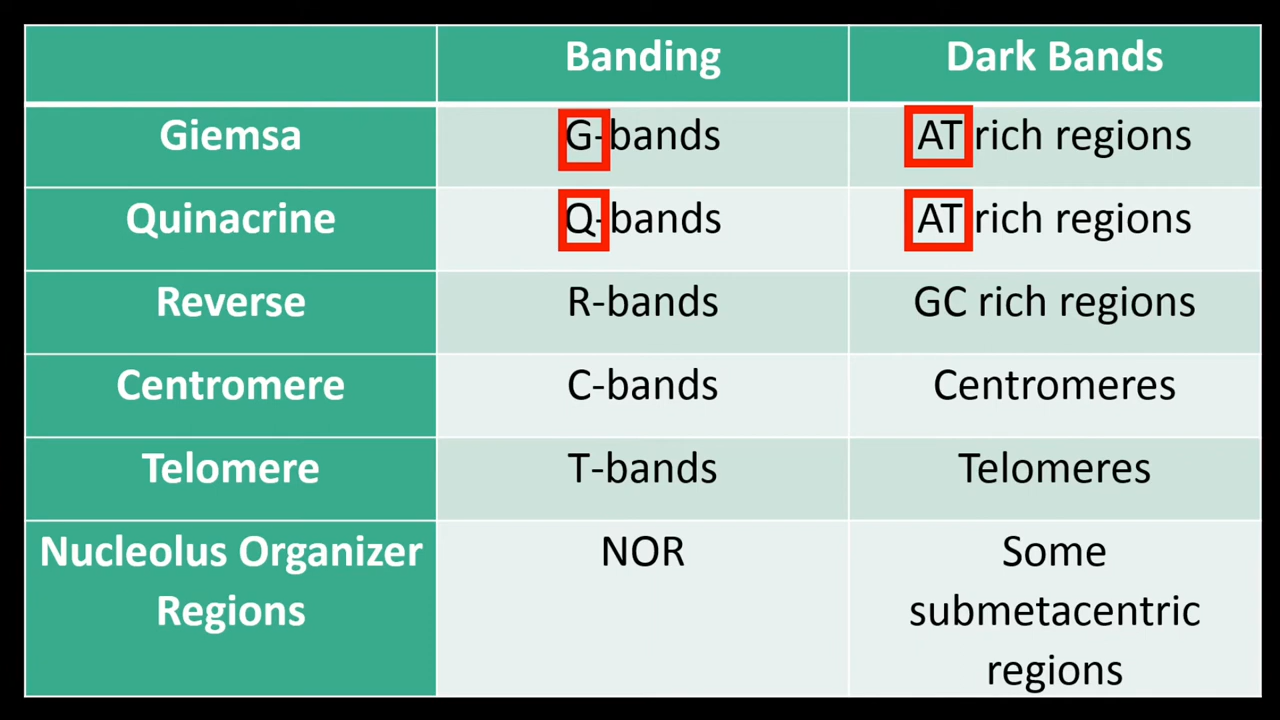 Banding Dark Bands
Giemsa G-bands AT rich regions
Quinacrine Q-bands AT rich regions
Reverse R-bands GC rich regions
Centromere C-bands Centromeres
Telomere T-bands Telomeres
Nucleolus Organizer NOR Some
Regions submetacentric
regions